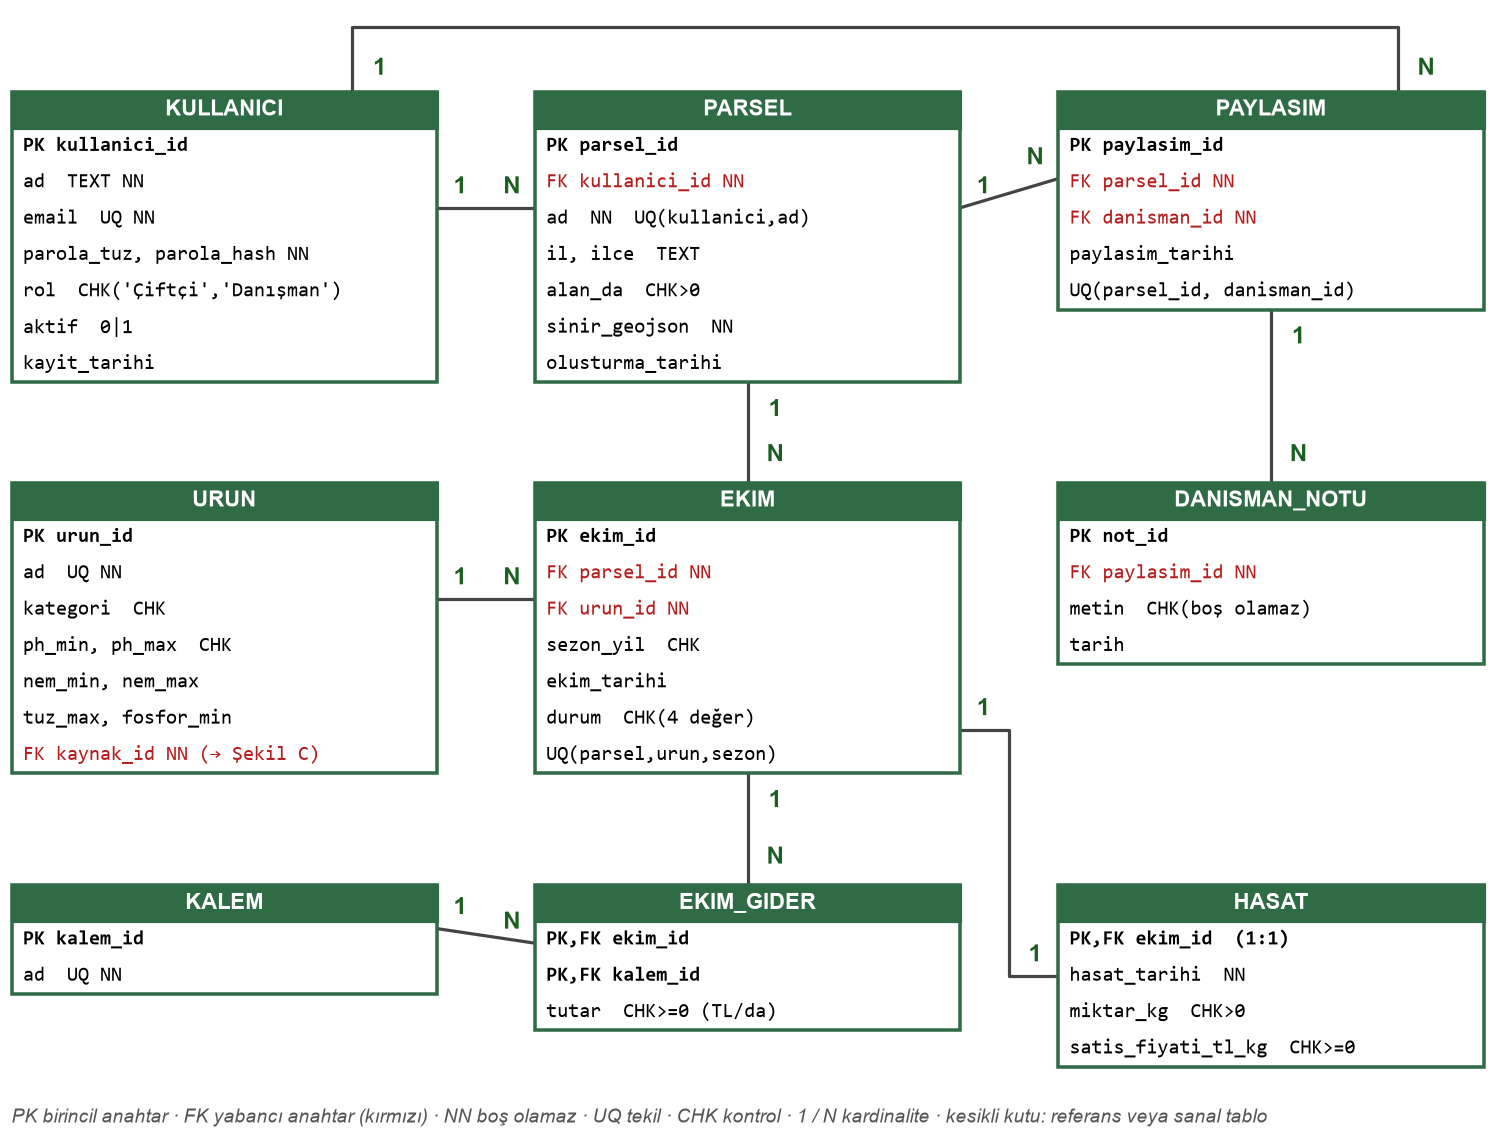 1
N
KULLANICI
PK kullanici_id
ad  TEXT NN
email  UQ NN
parola_tuz, parola_hash NN
rol  CHK('Çiftçi','Danışman')
aktif  0|1
kayit_tarihi
1
N
PARSEL
PK parsel_id
FK kullanici_id NN
ad  NN  UQ(kullanici,ad)
il, ilce  TEXT
alan_da  CHK>0
sinir_geojson  NN
olusturma_tarihi
1
N
PAYLASIM
PK paylasim_id
FK parsel_id NN
FK danisman_id NN
paylasim_tarihi
UQ(parsel_id, danisman_id)
1
N
1
N
URUN
PK urun_id
ad  UQ NN
kategori  CHK
ph_min, ph_max  CHK
nem_min, nem_max
tuz_max, fosfor_min
FK kaynak_id NN (→ Şekil C)
1
N
EKIM
PK ekim_id
FK parsel_id NN
FK urun_id NN
sezon_yil  CHK
ekim_tarihi
durum  CHK(4 değer)
UQ(parsel,urun,sezon)
DANISMAN_NOTU
PK not_id
FK paylasim_id NN
metin  CHK(boş olamaz)
tarih
1
1
1
N
KALEM
PK kalem_id
ad  UQ NN
1
N
EKIM_GIDER
PK,FK ekim_id
PK,FK kalem_id
tutar  CHK>=0 (TL/da)
HASAT
PK,FK ekim_id  (1:1)
hasat_tarihi  NN
miktar_kg  CHK>0
satis_fiyati_tl_kg  CHK>=0
PK birincil anahtar · FK yabancı anahtar (kırmızı) · NN boş olamaz · UQ tekil · CHK kontrol · 1 / N kardinalite · kesikli kutu: referans veya sanal tablo